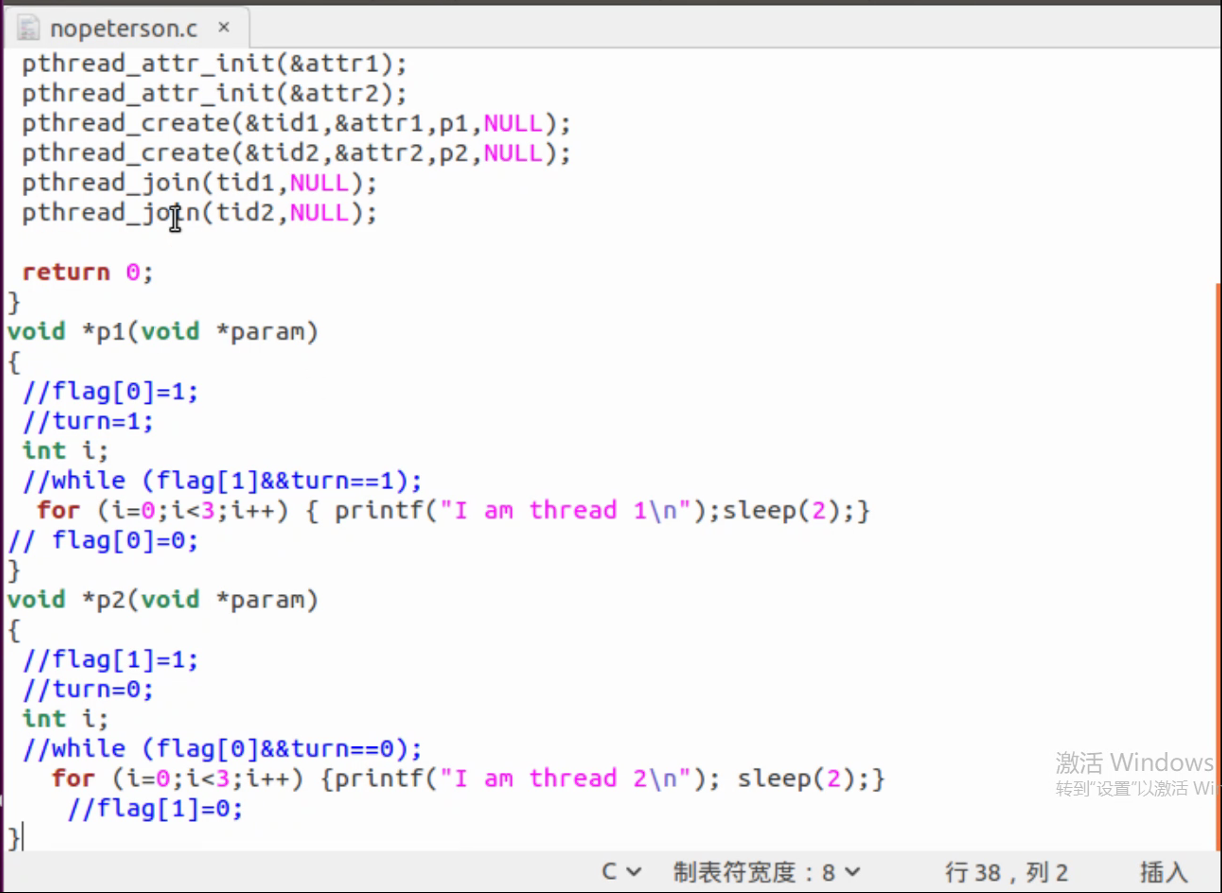 nopeterson.c ×
pthread_attr_init(&attr1);
pthread_attr_init(&attr2);
pthread_create(&tid1,&attr1,p1,NULL);
pthread_create(&tid2,&attr2,p2,NULL);
pthread_join(tid1,NULL);
pthread_join(tid2,NULL);
return 0;
}
void *p1(void *param)
{
//flag[0]=1;
//turn=1;
int i;
//while (flag[1]&&turn==1);
for (i=0;i<3;i++) { printf("I am thread 1\n");sleep(2);}
// flag[0]=0;
}
void *p2(void *param)
{
//flag[1]=1;
//turn=0;
int i;
//while (flag[0]&&turn==0);
for (i=0;i<3;i++) {printf("I am thread 2\n"); sleep(2);}
//flag[1]=0;
}
激活 Windows
转到"设置"以激活 Wi
C 制表符宽度：8 行 38，列 2 插入